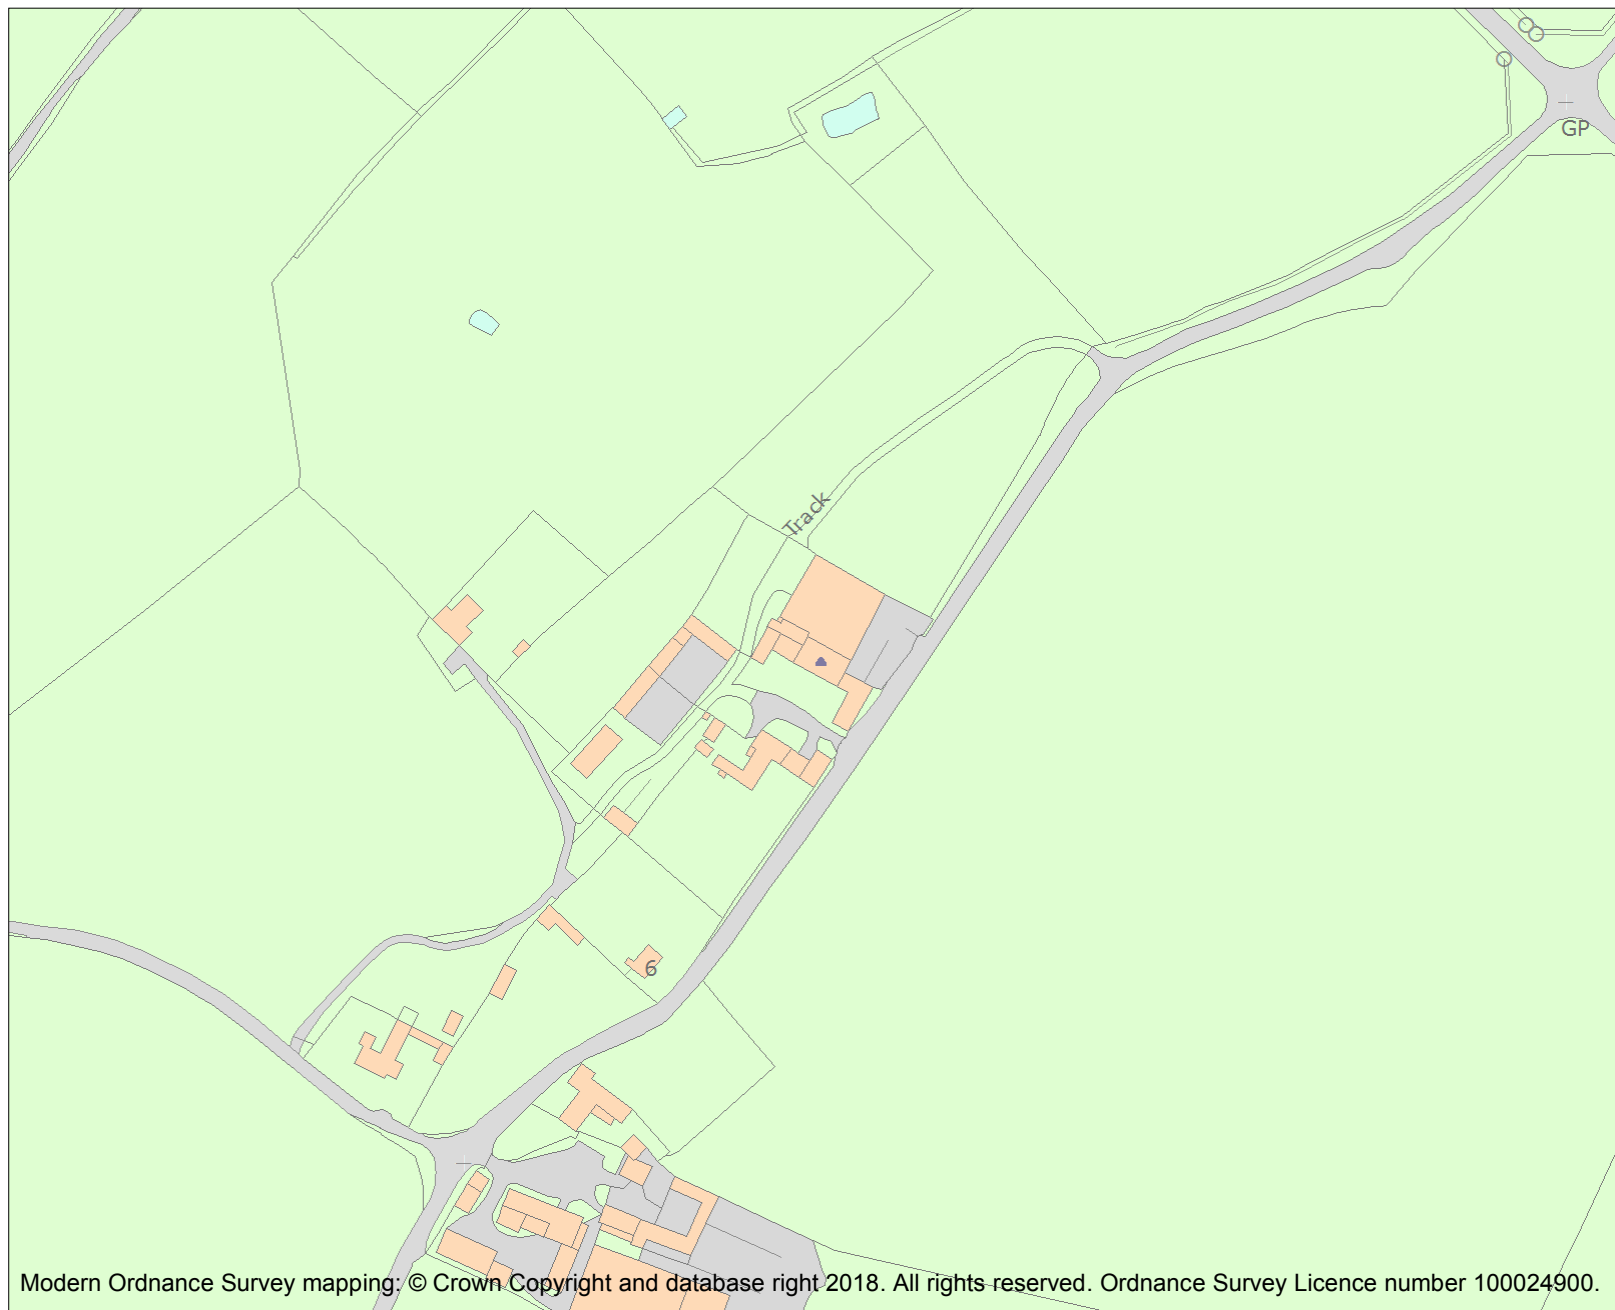 GP
Track
6
Modern Ordnance Survey mapping: © Crown Copyright and database right 2018. All rights reserved. Ordnance Survey Licence number 100024900.